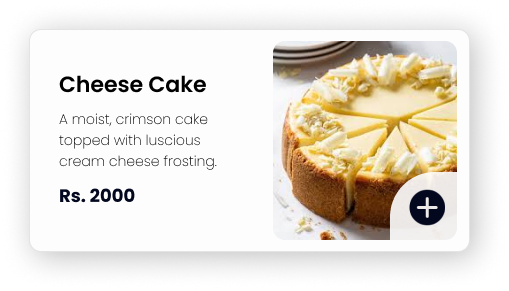 Cheese Cake
A moist, crimson cake
topped with luscious
cream cheese frosting.
Rs. 2000